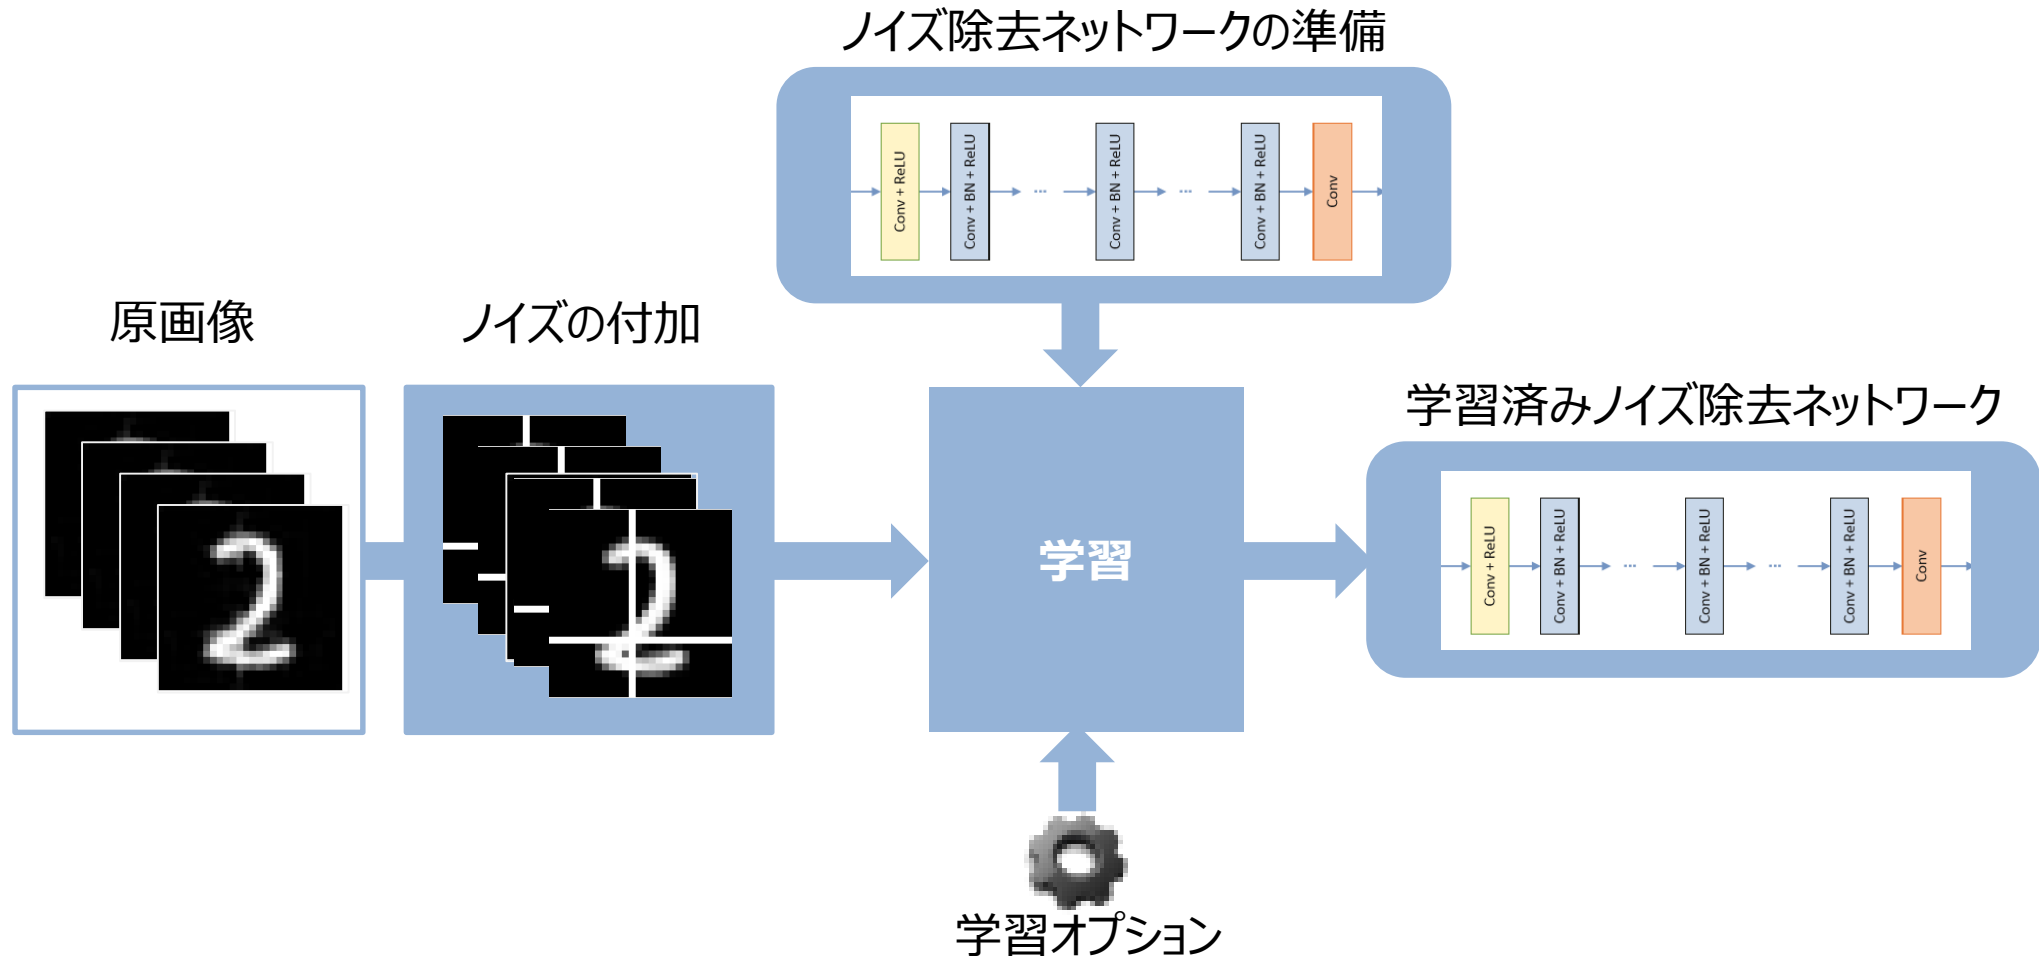 ノイズ除去ネットワークの準備
Conv + ReLU
Conv + BN + ReLU
...
Conv + BN + ReLU
...
Conv + BN + ReLU
Conv
原画像
ノイズの付加
2
2
学習
学習済みノイズ除去ネットワーク
Conv + ReLU
Conv + BN + ReLU
...
Conv + BN + ReLU
...
Conv + BN + ReLU
Conv
学習オプション